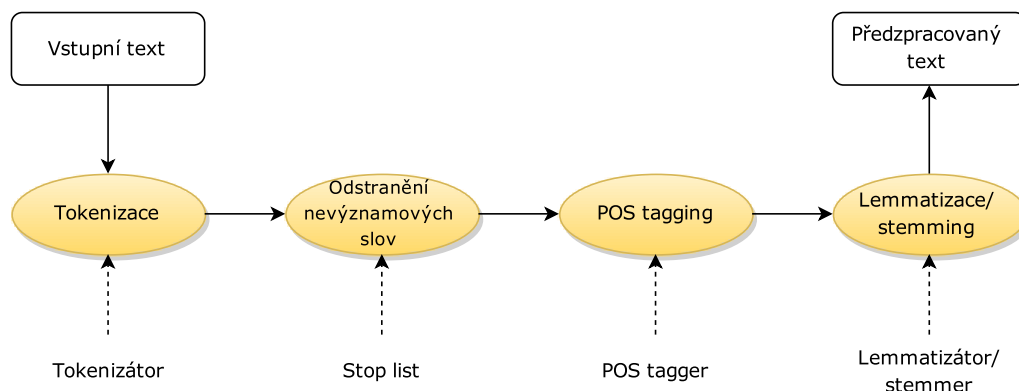 Vstupní text
Předzpracovaný
text
Tokenizace
Odstranění
nevýznamových
slov
POS tagging
Lemmatizace/
stemming
Tokenizátor
Stop list
POS tagger
Lemmatizátor/
stemmer